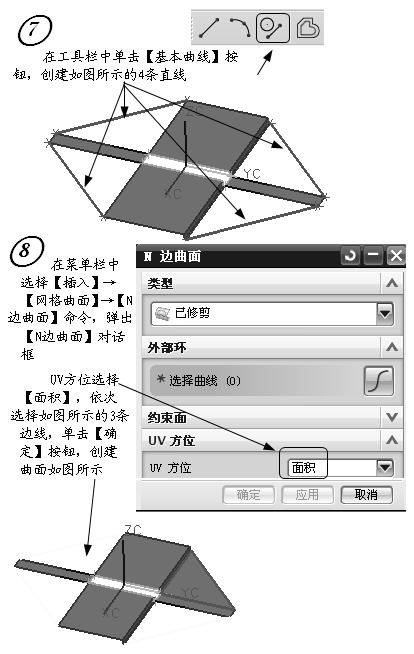 7
在工具栏中单击【基本曲线】按
钮，创建如图所示的4条直线
ZC
YC
XC
8
在菜单栏中
选择【插入】→
【网格曲面】→【N
边曲面】命令，弹出
【N边曲面】对话
框
UV方位选择
【面积】，依次
选择如图所示的3条
边线，单击【确
定】按钮，创建
曲面如图所示
N 边曲面
类型
已修剪
外部环
* 选择曲线 (0)
约束面
UV 方位
UV 方位
面积
确定
应用
取消
ZC
YC
XC